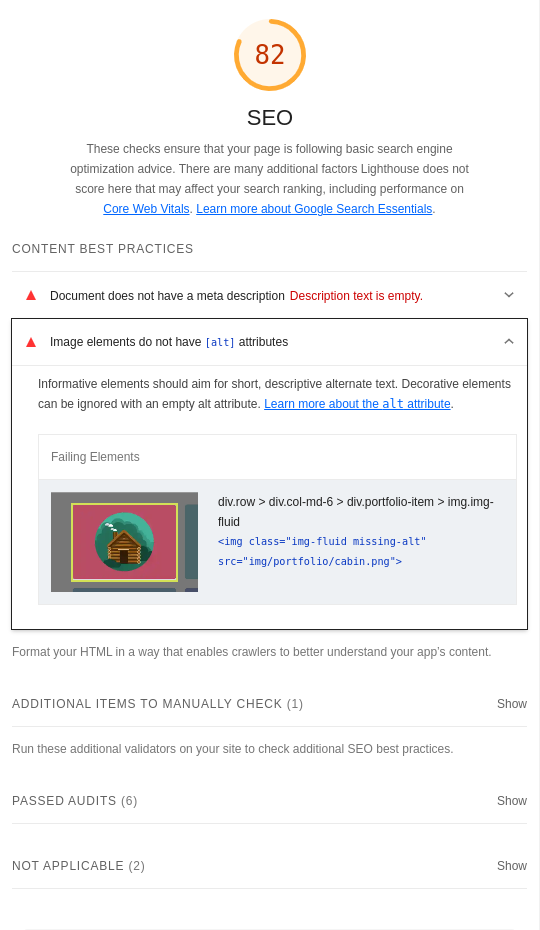 82
SEO
These checks ensure that your page is following basic search engine
optimization advice. There are many additional factors Lighthouse does not
score here that may affect your search ranking, including performance on
Core Web Vitals. Learn more about Google Search Essentials.
CONTENT BEST PRACTICES
Document does not have a meta description Description text is empty.
Image elements do not have [alt] attributes
Informative elements should aim for short, descriptive alternate text. Decorative elements
can be ignored with an empty alt attribute. Learn more about the alt attribute.
Failing Elements
div.row > div.col-md-6 > div.portfolio-item > img.img-
fluid
<img class="img-fluid missing-alt"
src="img/portfolio/cabin.png">
Format your HTML in a way that enables crawlers to better understand your app's content.
ADDITIONAL ITEMS TO MANUALLY CHECK (1) Show
Run these additional validators on your site to check additional SEO best practices.
PASSED AUDITS (6) Show
NOT APPLICABLE (2) Show